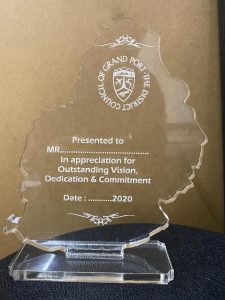 THE DISTRICT COUNCIL OF GRAND PORT
Presented to
MR.......................................
In appreciation for
Outstanding Vision,
Dedication & Commitment
Date : ...........2020